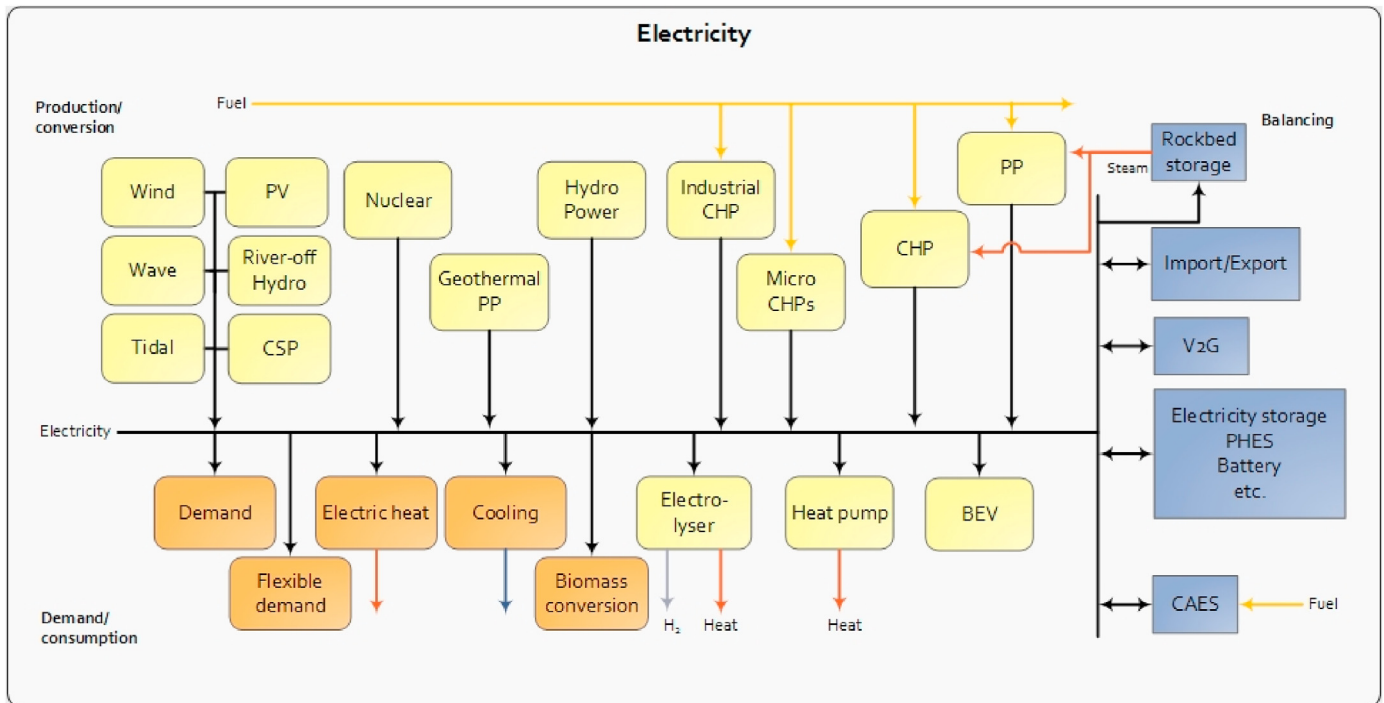 Electricity
Production/
conversion
Fuel
Balancing
Wind
PV
Nuclear
Hydro
Power
Industrial
CHP
PP
Steam
Rockbed
storage
Wave
River-off
Hydro
Geothermal
PP
Micro
CHPs
CHP
Import/Export
Tidal
CSP
V2G
Electricity
Electricity storage
PHES
Battery
etc.
Demand
Electric heat
Cooling
Electro-
lyser
Heat pump
BEV
Flexible
demand
Biomass
conversion
CAES
Fuel
Demand/
consumption
H₂
Heat
Heat